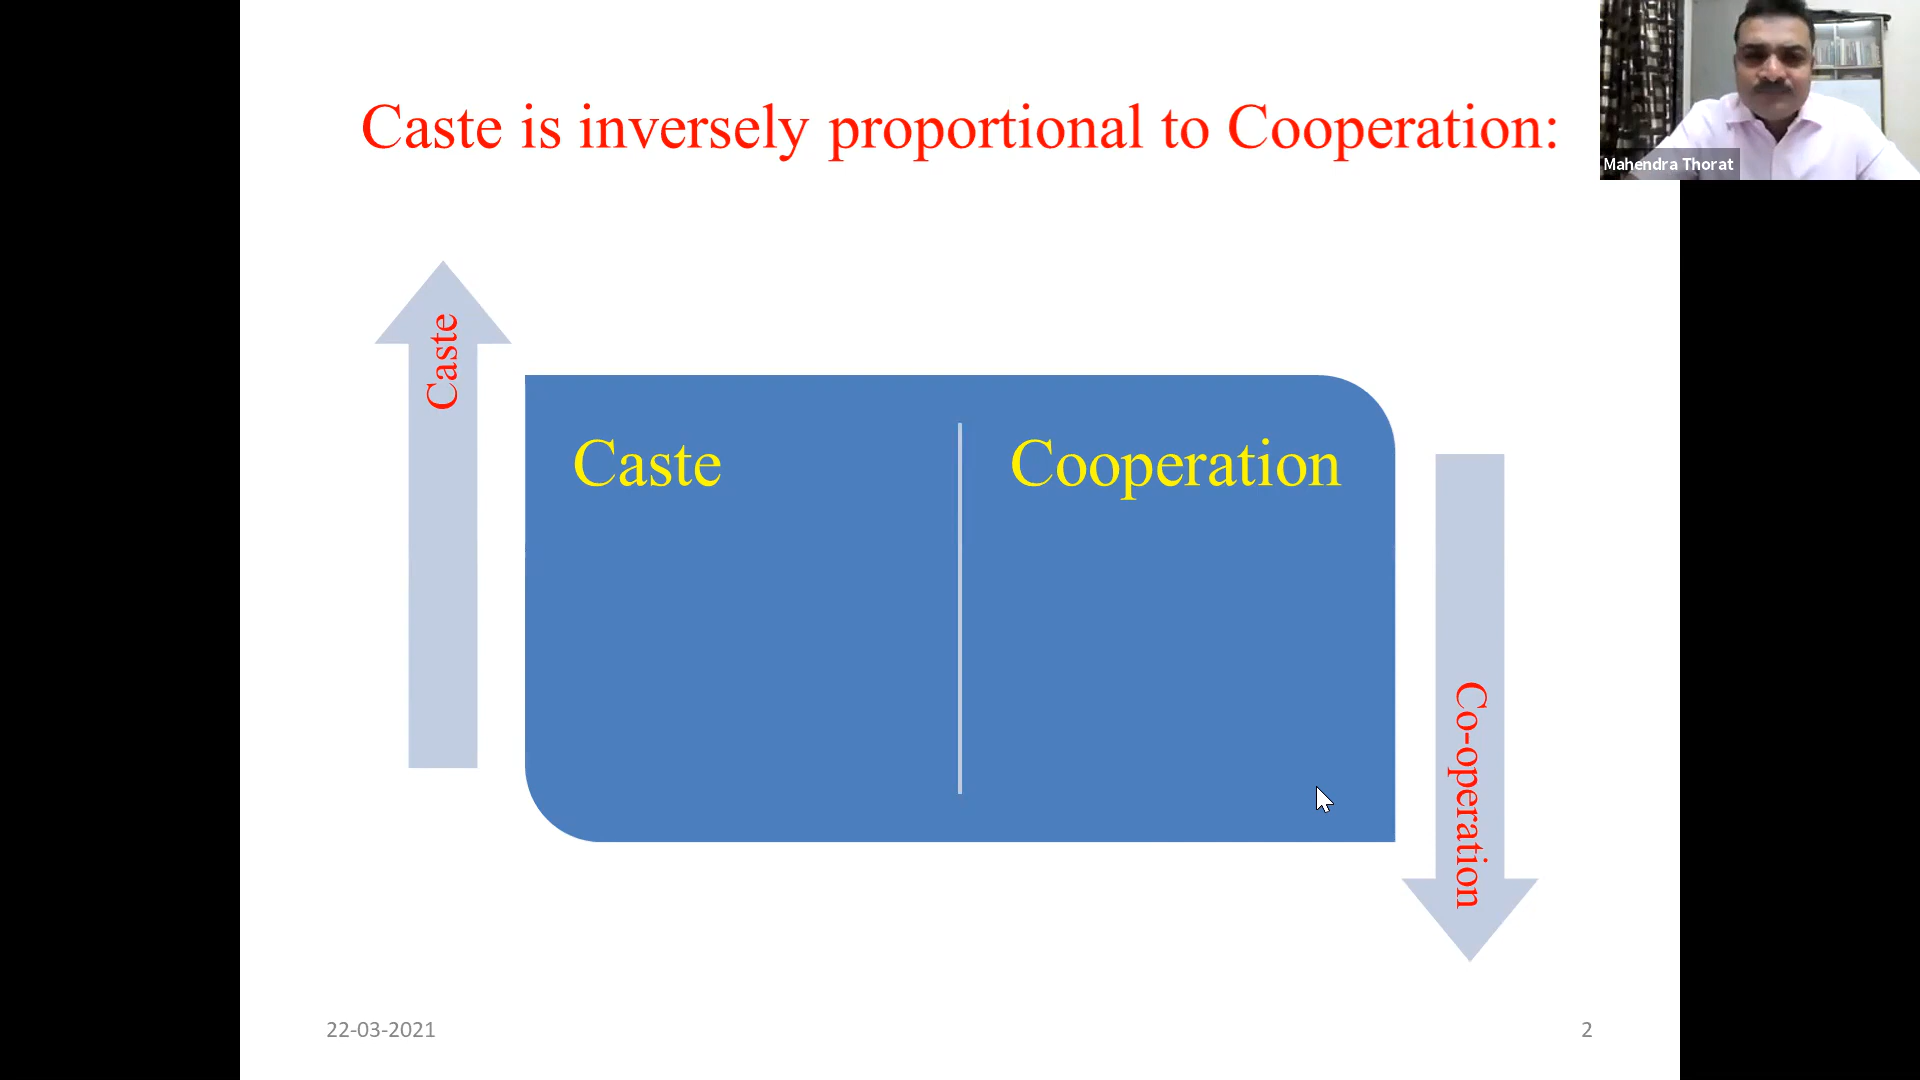 Caste is inversely proportional to Cooperation:
Mahendra Thorat
Caste
Caste
Cooperation
Co-operation
22-03-2021
2